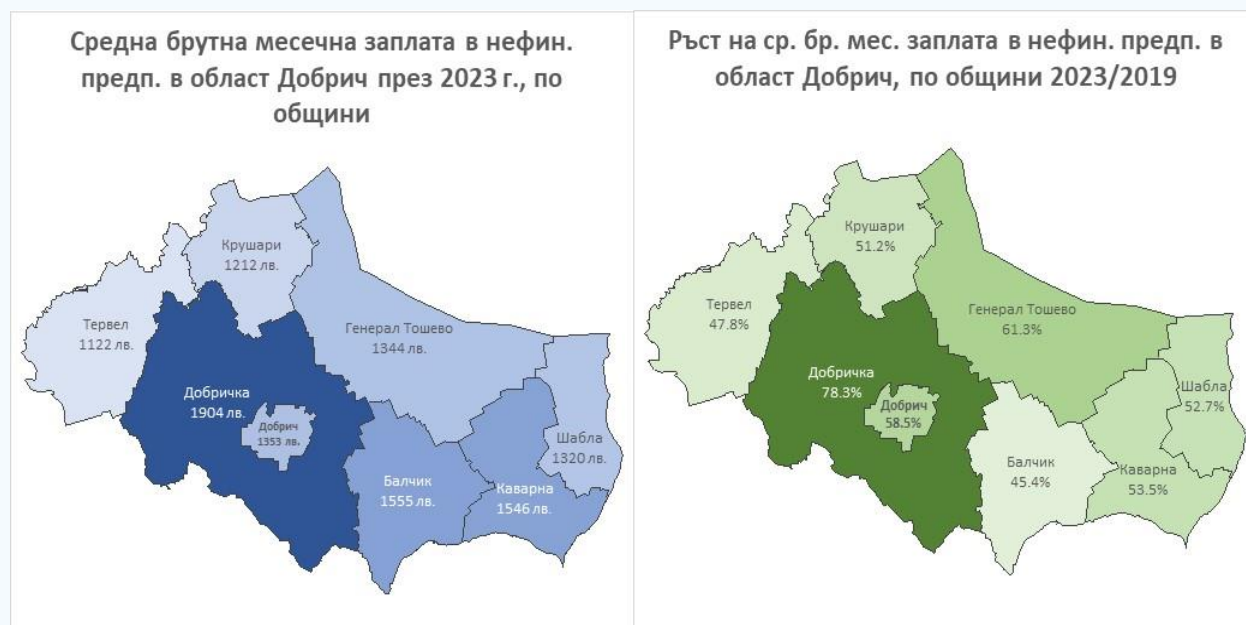 Средна брутна месечна заплата в нефин.
предп. в област Добрич през 2023 г., по
общини
Крушари
1212 лв.
Тервел
1122 лв.
Генерал Тошево
1344 лв.
Добричка
1904 лв.
Добрич
1353 лв.
Шабла
1320 лв.
Балчик
1555 лв.
Каварна
1546 лв.
Ръст на ср. бр. мес. заплата в нефин. предп. в
област Добрич, по общини 2023/2019
Крушари
51.2%
Тервел
47.8%
Генерал Тошево
61.3%
Добричка
78.3%
Добрич
58.5%
Шабла
52.7%
Балчик
45.4%
Каварна
53.5%